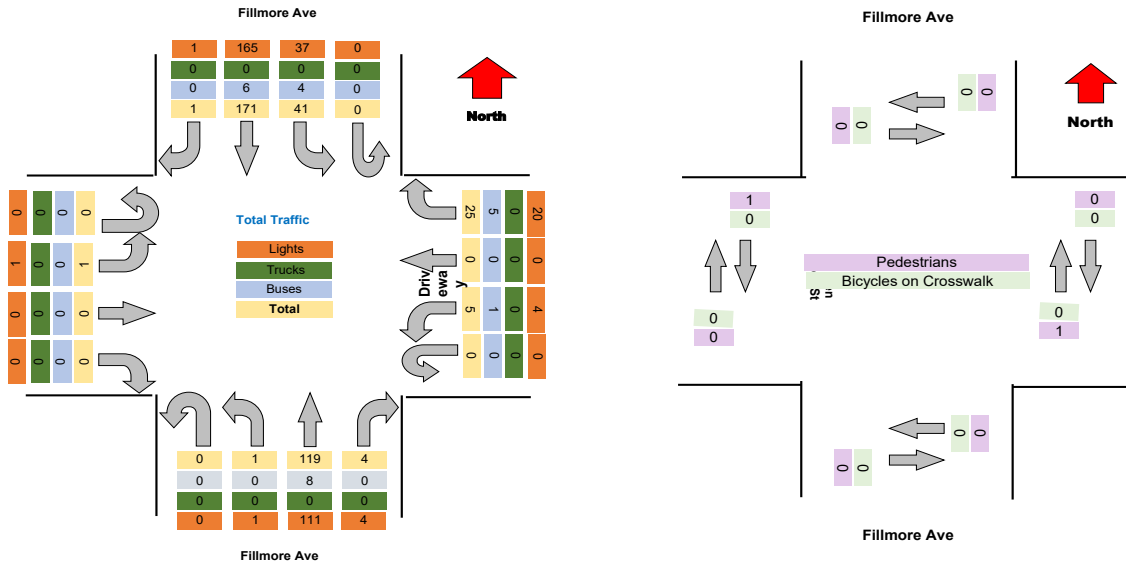 Fillmore Ave
1 165 37 0
0 0 0 0
0 6 4 0
1 171 41 0
North
0 0 0 0
1 0 0 1
0 0 0 0
0 0 0 0
Total Traffic
Lights
Trucks
Buses
Total
Driv
ewa
y
25 5 0 20
0 0 0 0
5 1 0 4
0 0 0 0
0 1 119 4
0 0 8 0
0 0 0 0
0 1 111 4
Fillmore Ave
Fillmore Ave
0 0
0 0
North
1
0
0
0
Pedestrians
Bicycles on Crosswalk
in
St
0
0
0
1
0 0
0 0
Fillmore Ave